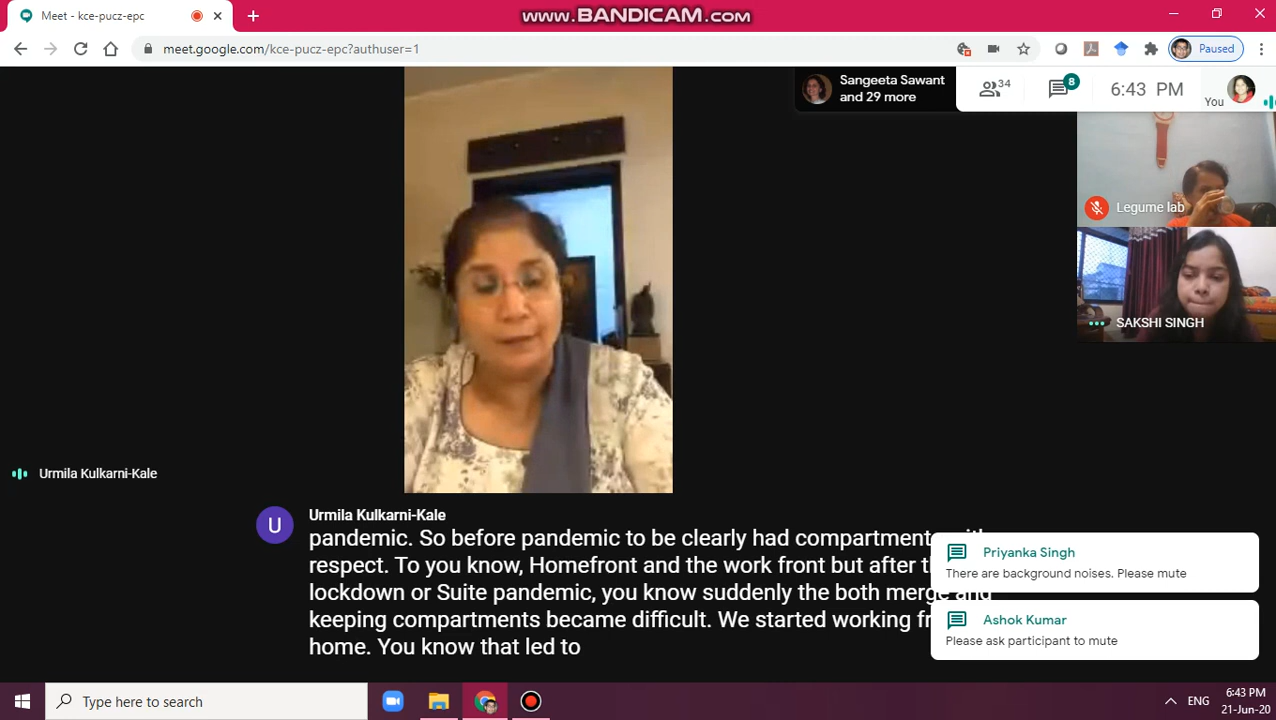 www.BANDICAM.com
Meet - kce-pucz-epc
meet.google.com/kce-pucz-epc?authuser=1
Paused
Sangeeta Sawant
and 29 more
34
8
6:43 PM
You
Legume lab
SAKSHI SINGH
Urmila Kulkarni-Kale
U
Urmila Kulkarni-Kale
pandemic. So before pandemic to be clearly had compartments with
respect. To you know, Homefront and the work front but after
lockdown or Suite pandemic, you know suddenly the both merge and
keeping compartments became difficult. We started working
home. You know that led to
Priyanka Singh
There are background noises. Please mute
Ashok Kumar
Please ask participant to mute
Type here to search
ENG
6:43 PM
21-Jun-20